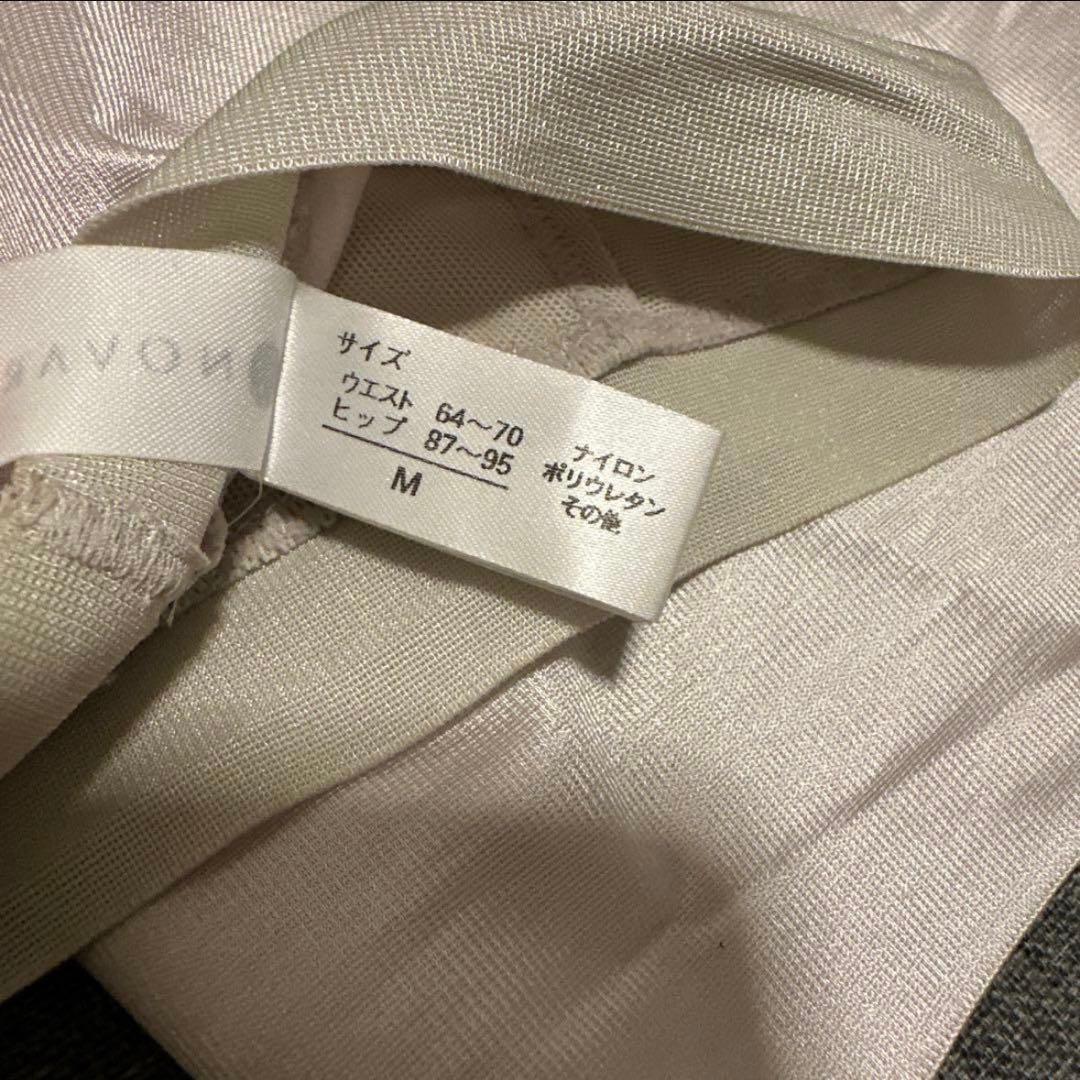 サイズ
ウエスト 64～70
ヒップ 87～95
M
ナイロン
ポリウレタン
その他